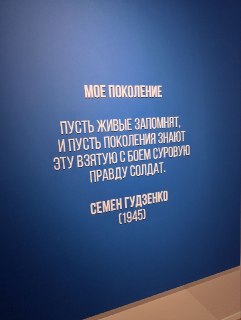 МОЕ ПОКОЛЕНИЕ
ПУСТЬ ЖИВЫЕ ЗАПОМНЯТ,
И ПУСТЬ ПОКОЛЕНИЯ ЗНАЮТ
ЭТУ ВЗЯТУЮ С БОЕМ СУРОВУЮ
ПРАВДУ СОЛДАТ.
СЕМЕН ГУДЗЕНКО
(1945)